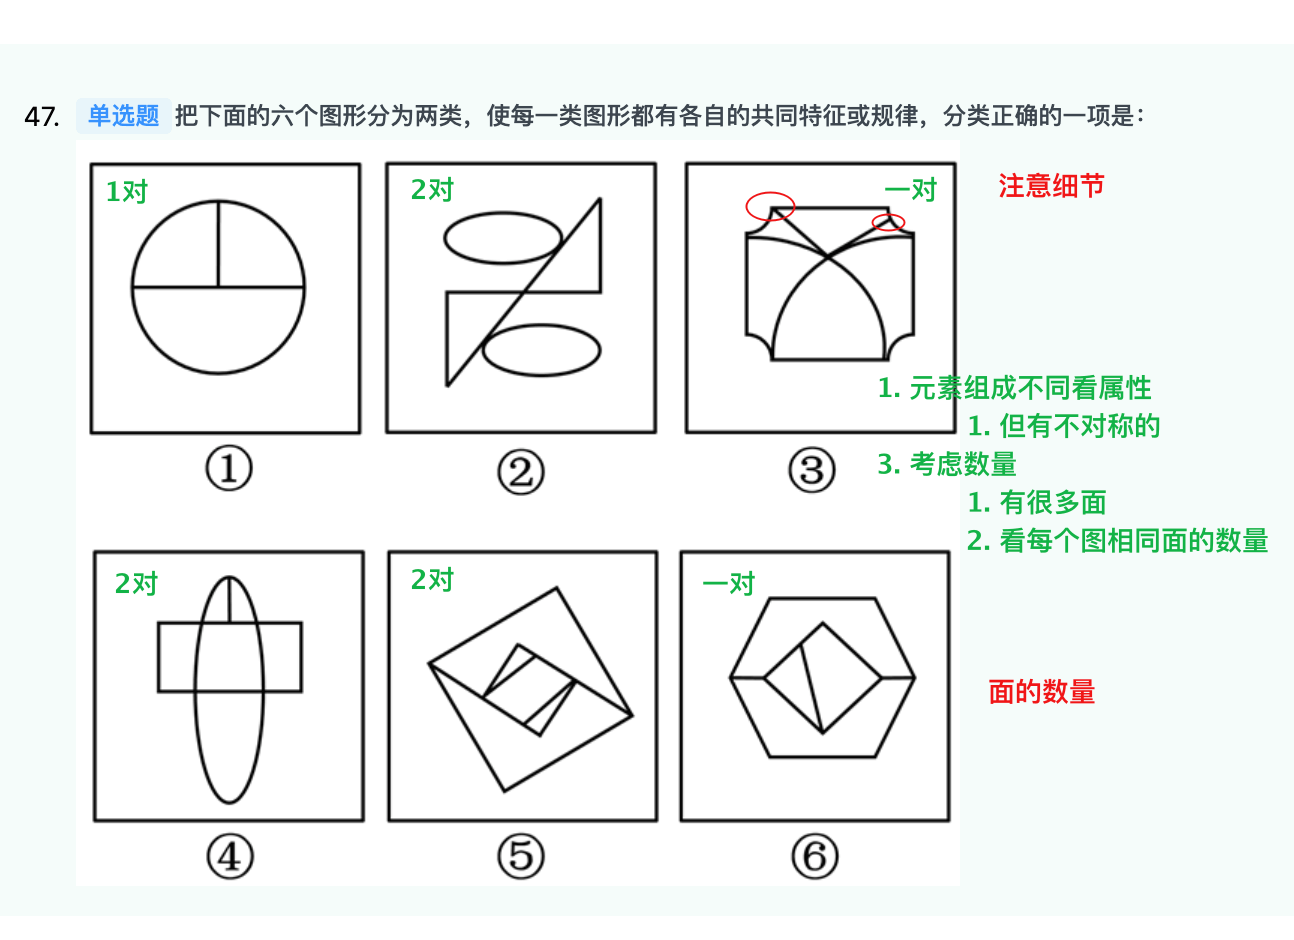 47. 单选题 把下面的六个图形分为两类，使每一类图形都有各自的共同特征或规律，分类正确的一项是：
1对 2对 一对 注意细节
① ② ③
1. 元素组成不同看属性
1. 但有不对称的
3. 考虑数量
1. 有很多面
2. 看每个图相同面的数量
2对 2对 一对
面的数量
④ ⑤ ⑥